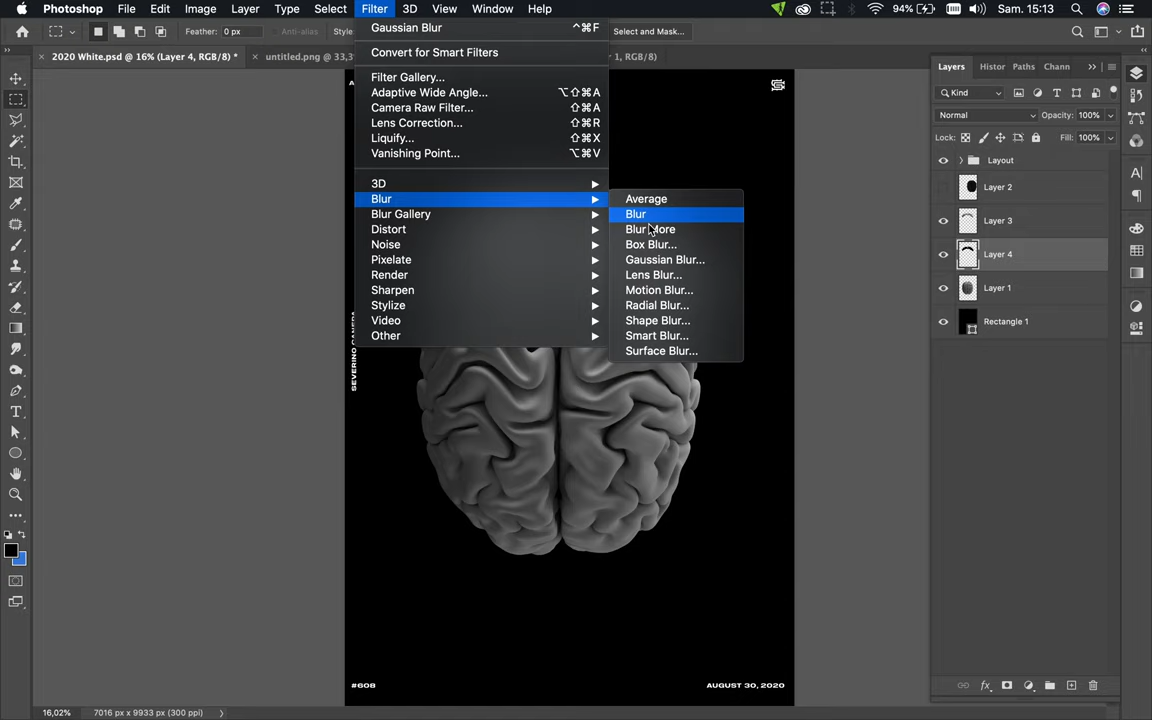 Photoshop File Edit Image Layer Type Select Filter 3D View Window Help 94% Sam. 15:13
Feather: 0 px Anti-alias Style Select and Mask...
2020 White.psd @ 16% (Layer 4, RGB/8) * untitled.png @ 33,3 1, RGB/8)
Gaussian Blur ^⌘F
Convert for Smart Filters
Filter Gallery...
Adaptive Wide Angle... ⌥⇧⌘A
Camera Raw Filter... ⇧⌘A
Lens Correction... ⇧⌘R
Liquify... ⇧⌘X
Vanishing Point... ⌥⌘V
3D
Blur
Blur Gallery
Distort
Noise
Pixelate
Render
Sharpen
Stylize
Video
Other
Average
Blur
Blur More
Box Blur...
Gaussian Blur...
Lens Blur...
Motion Blur...
Radial Blur...
Shape Blur...
Smart Blur...
Surface Blur...
Layers Histor Paths Chann
Kind
Normal Opacity: 100%
Lock: Fill: 100%
Layout
Layer 2
Layer 3
Layer 4
Layer 1
Rectangle 1
#608 AUGUST 30, 2020
16,02% 7016 px x 9933 px (300 ppi)